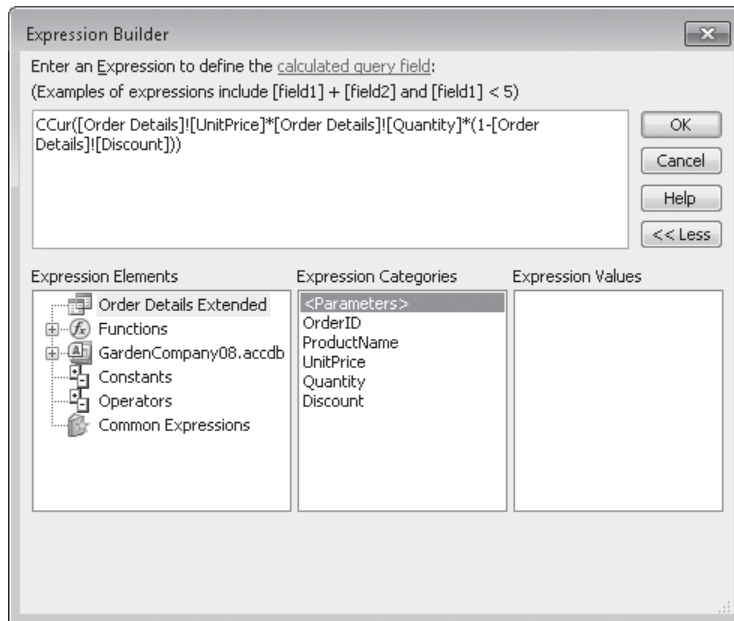 Expression Builder
Enter an Expression to define the calculated query field:
(Examples of expressions include [field1] + [field2] and [field1] < 5)
CCur([Order Details]![UnitPrice]*[Order Details]![Quantity]*(1-[Order
Details]![Discount]))
OK
Cancel
Help
<< Less
Expression Elements
Order Details Extended
Functions
GardenCompany08.accdb
Constants
Operators
Common Expressions
Expression Categories
<Parameters>
OrderID
ProductName
UnitPrice
Quantity
Discount
Expression Values